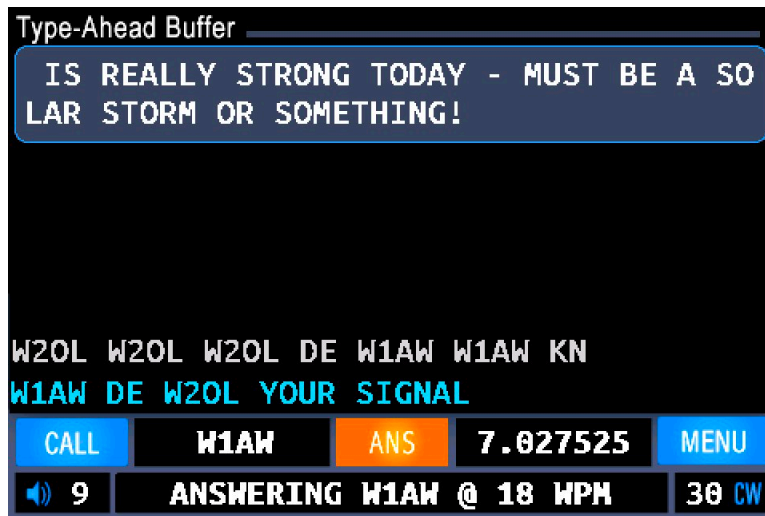 Type-Ahead Buffer
IS REALLY STRONG TODAY - MUST BE A SO
LAR STORM OR SOMETHING!
W2OL W2OL W2OL DE W1AW W1AW KN
W1AW DE W2OL YOUR SIGNAL
CALL W1AW ANS 7.027525 MENU
9 ANSWERING W1AW @ 18 WPM 30 CW